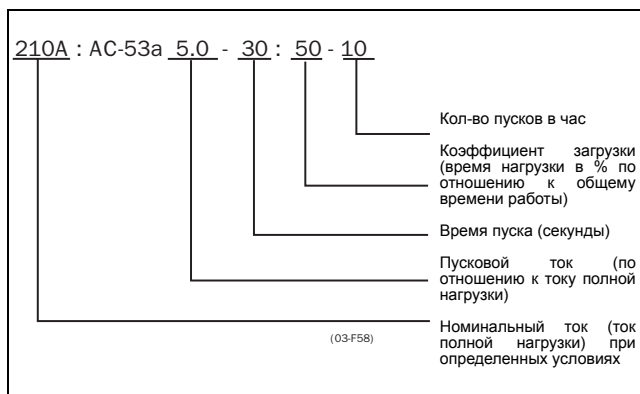 210A : AC-53a 5.0 - 30 : 50 - 10
Кол-во пусков в час
Коэффициент загрузки
(время нагрузки в % по
отношению к общему
времени работы)
Время пуска (секунды)
Пусковой ток (по
отношению к току полной
нагрузки)
Номинальный ток (ток
полной нагрузки) при
определенных условиях
(03-F58)